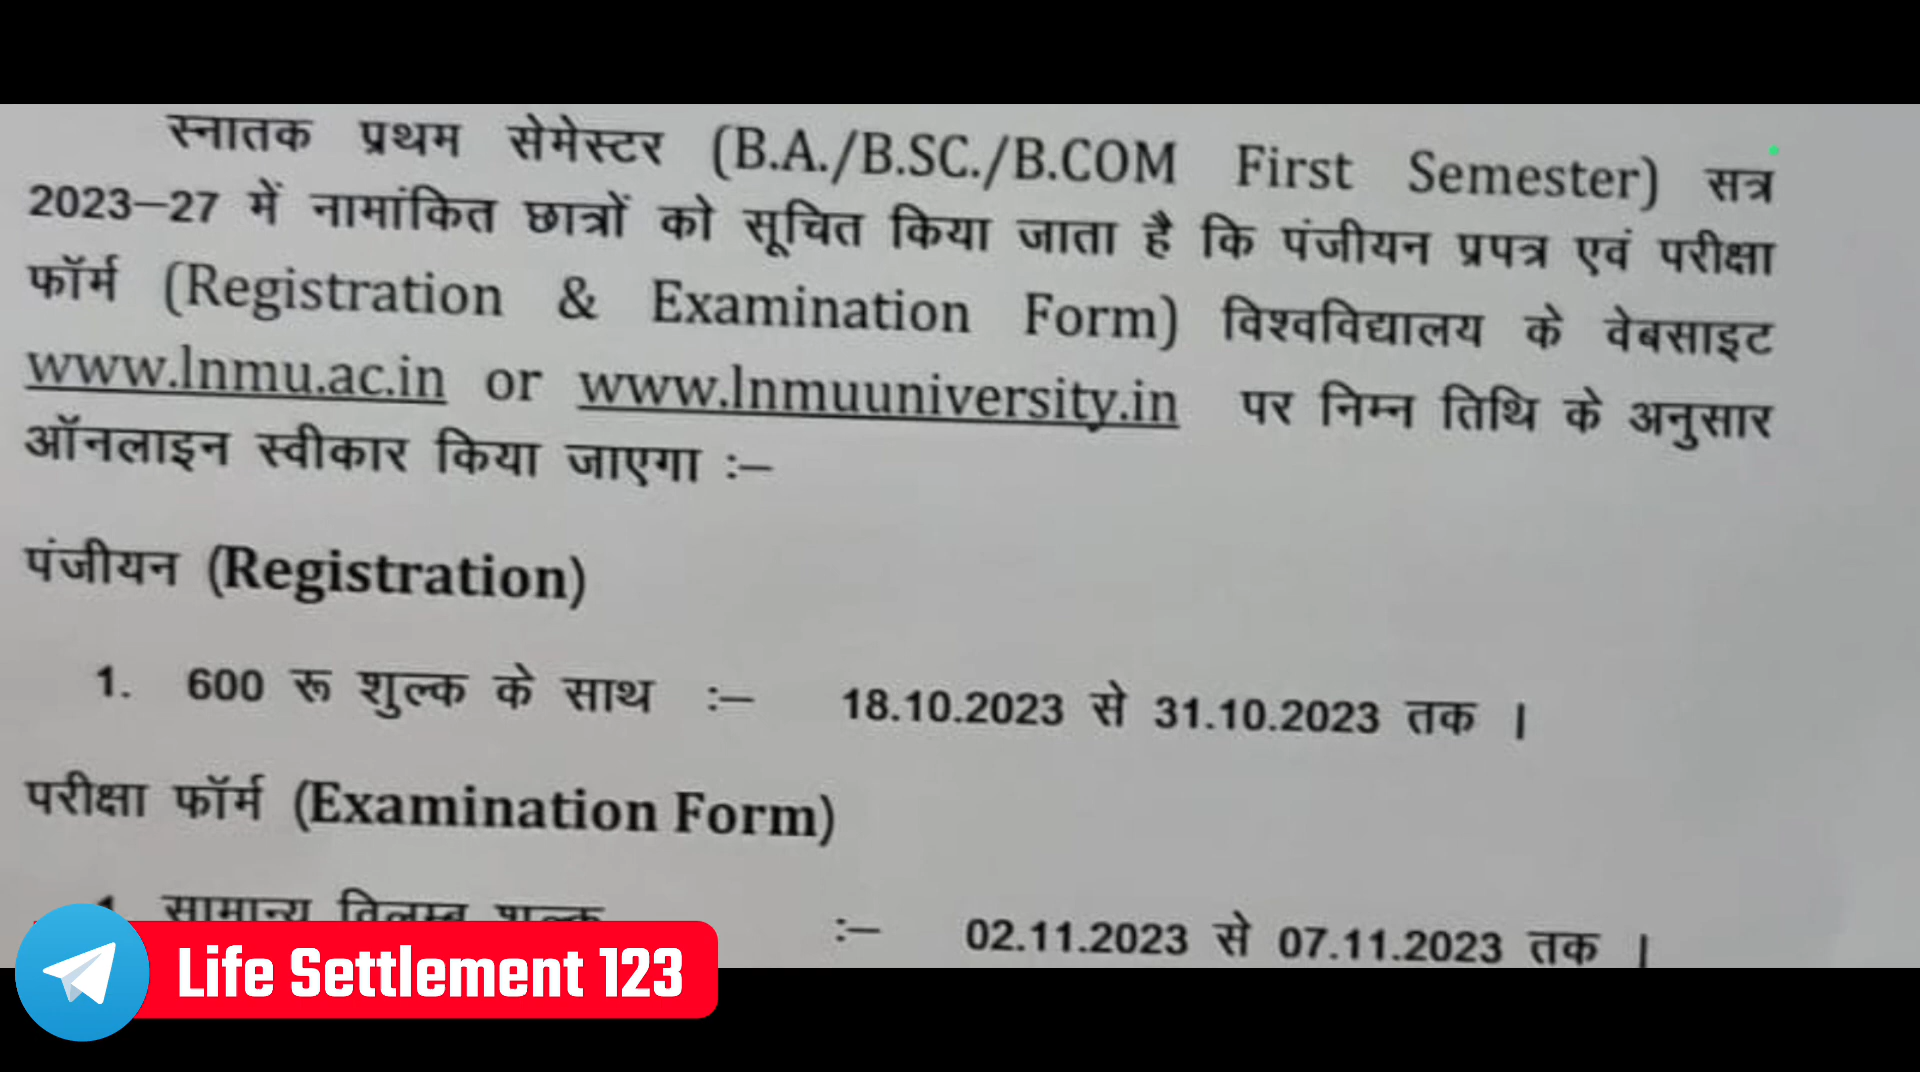 स्नातक प्रथम सेमेस्टर (B.A./B.SC./B.COM First Semester) सत्र
2023–27 में नामांकित छात्रों को सूचित किया जाता है कि पंजीयन प्रपत्र एवं परीक्षा
फॉर्म (Registration & Examination Form) विश्वविद्यालय के वेबसाइट
www.lnmu.ac.in or www.lnmuuniversity.in पर निम्न तिथि के अनुसार
ऑनलाइन स्वीकार किया जाएगा :–
पंजीयन (Registration)
1. 600 रू शुल्क के साथ :– 18.10.2023 से 31.10.2023 तक ।
परीक्षा फॉर्म (Examination Form)
1. सामान्य विलम्ब शुल्क :– 02.11.2023 से 07.11.2023 तक ।
Life Settlement 123